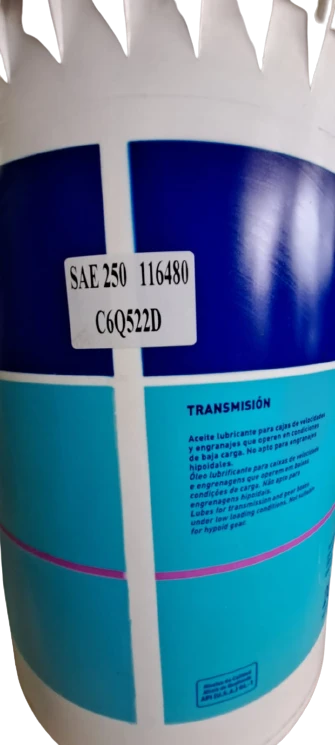 SAE 250 116480
C6Q522D
TRANSMISIÓN
Aceite lubricante para cajas de velocidades
y engranajes que operen en condiciones
de baja carga. No apto para engranajes
hipoidales.
Óleo lubrificante para caixas de velocidade
e engrenagens que operem em baixas
condições de carga. Não apto para
engrenagens hipoidais.
Lubes for transmission and gear boxes
under low loading conditions. Not suitable
for hypoid gear.